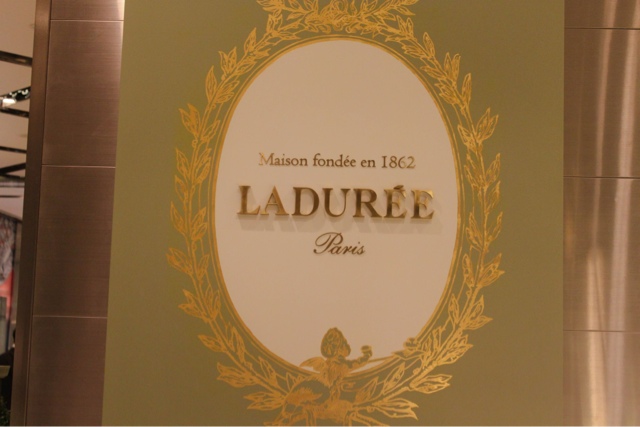 Maison fondée en 1862
LADURÉE
Paris